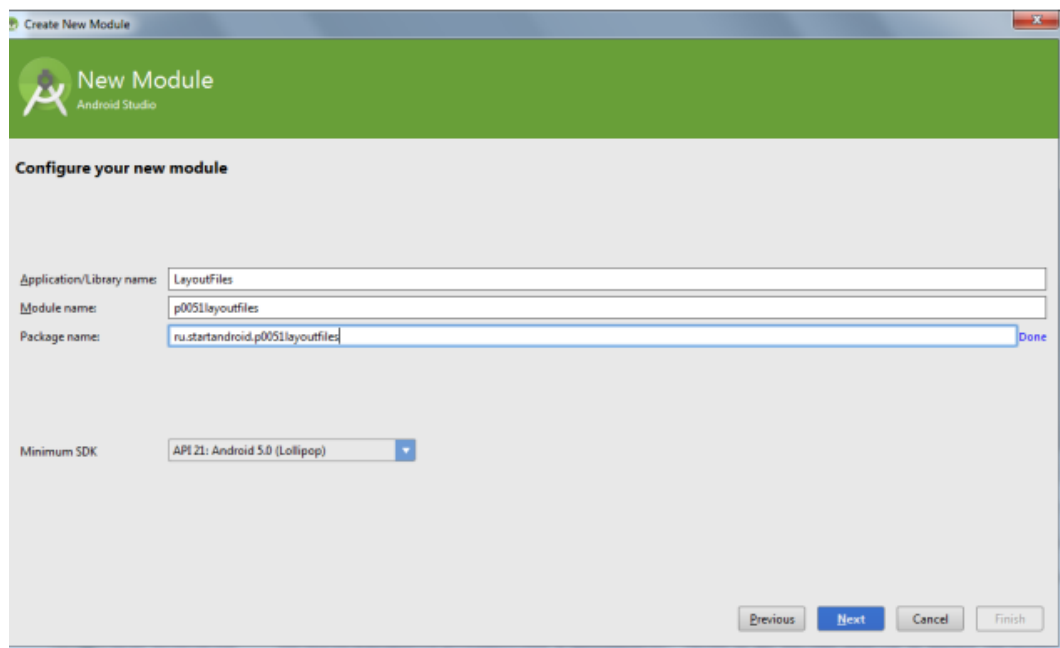 Create New Module
x
New Module
Android Studio
Configure your new module
Application/Library name: LayoutFiles
Module name: p0051layoutfiles
Package name: ru.startandroid.p0051layoutfiles Done
Minimum SDK API 21: Android 5.0 (Lollipop)
Previous Next Cancel Finish